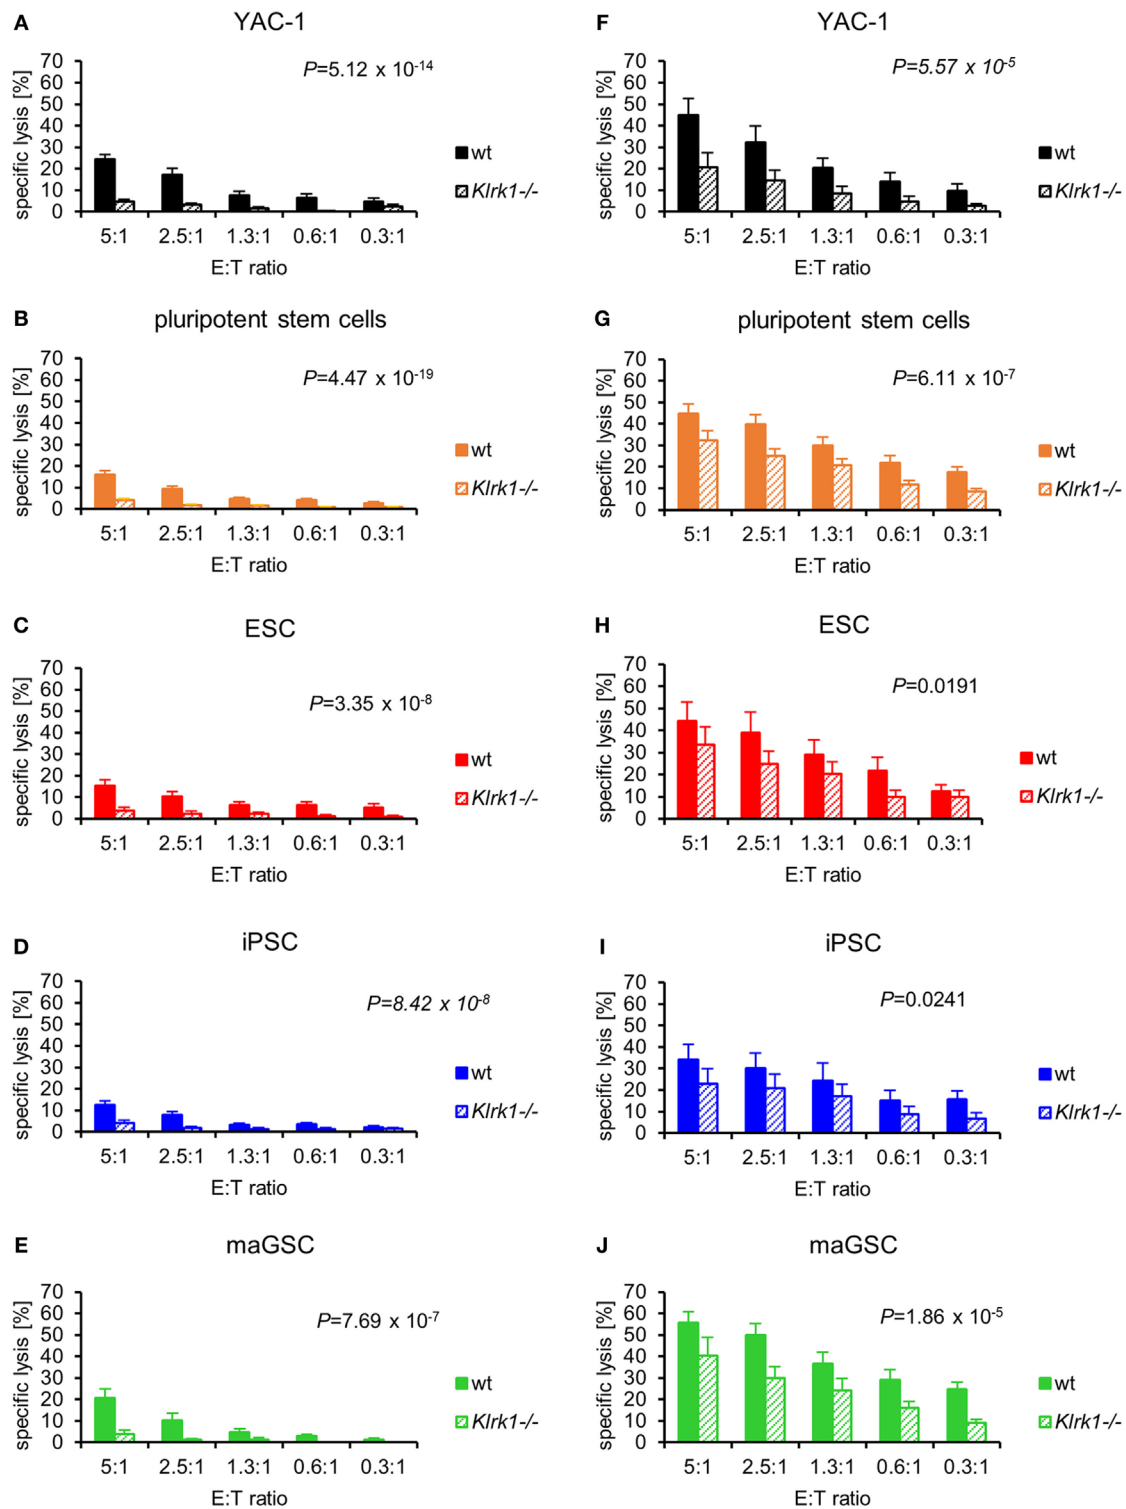 A
YAC-1
specific lysis [%]
70
60
50
40
30
20
10
0
P=5.12 x 10-14
wt
Klrk1-/-
5:1 2.5:1 1.3:1 0.6:1 0.3:1
E:T ratio
F
YAC-1
specific lysis [%]
70
60
50
40
30
20
10
0
P=5.57 x 10-5
wt
Klrk1-/-
5:1 2.5:1 1.3:1 0.6:1 0.3:1
E:T ratio
B
pluripotent stem cells
specific lysis [%]
70
60
50
40
30
20
10
0
P=4.47 x 10-19
wt
Klrk1-/-
5:1 2.5:1 1.3:1 0.6:1 0.3:1
E:T ratio
G
pluripotent stem cells
specific lysis [%]
70
60
50
40
30
20
10
0
P=6.11 x 10-7
wt
Klrk1-/-
5:1 2.5:1 1.3:1 0.6:1 0.3:1
E:T ratio
C
ESC
specific lysis [%]
70
60
50
40
30
20
10
0
P=3.35 x 10-8
wt
Klrk1-/-
5:1 2.5:1 1.3:1 0.6:1 0.3:1
E:T ratio
H
ESC
specific lysis [%]
70
60
50
40
30
20
10
0
P=0.0191
wt
Klrk1-/-
5:1 2.5:1 1.3:1 0.6:1 0.3:1
E:T ratio
D
iPSC
specific lysis [%]
70
60
50
40
30
20
10
0
P=8.42 x 10-8
wt
Klrk1-/-
5:1 2.5:1 1.3:1 0.6:1 0.3:1
E:T ratio
I
iPSC
specific lysis [%]
70
60
50
40
30
20
10
0
P=0.0241
wt
Klrk1-/-
5:1 2.5:1 1.3:1 0.6:1 0.3:1
E:T ratio
E
maGSC
specific lysis [%]
70
60
50
40
30
20
10
0
P=7.69 x 10-7
wt
Klrk1-/-
5:1 2.5:1 1.3:1 0.6:1 0.3:1
E:T ratio
J
maGSC
specific lysis [%]
70
60
50
40
30
20
10
0
P=1.86 x 10-5
wt
Klrk1-/-
5:1 2.5:1 1.3:1 0.6:1 0.3:1
E:T ratio